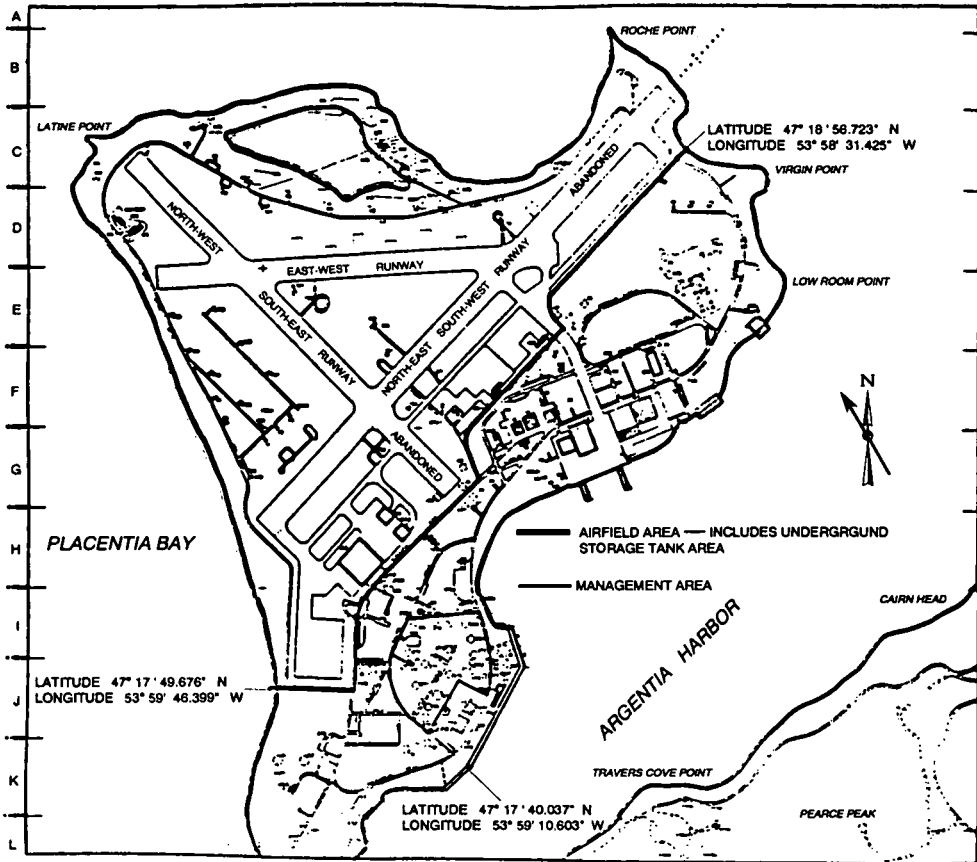 A
B
C
D
E
F
G
H
I
J
K
L
ROCHE POINT
LATINE POINT
LATITUDE 47° 18 ' 58.723" N
LONGITUDE 53° 58' 31.425" W
VIRGIN POINT
ABANDONED
NORTH-WEST
EAST-WEST RUNWAY
SOUTH-EAST RUNWAY
NORTH-EAST SOUTH-WEST RUNWAY
LOW ROOM POINT
N
ABANDONED
PLACENTIA BAY
AIRFIELD AREA — INCLUDES UNDERGRGUND
STORAGE TANK AREA
MANAGEMENT AREA
CAIRN HEAD
ARGENTIA HARBOR
LATITUDE 47° 17 ' 49.676" N
LONGITUDE 53° 59' 46.399" W
TRAVERS COVE POINT
LATITUDE 47° 17 ' 40.037" N
LONGITUDE 53° 59' 10.603" W
PEARCE PEAK